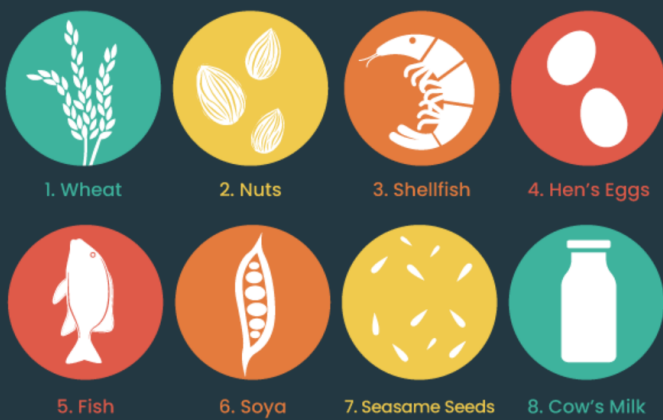 1. Wheat
2. Nuts
3. Shellfish
4. Hen's Eggs
5. Fish
6. Soya
7. Seasame Seeds
8. Cow's Milk